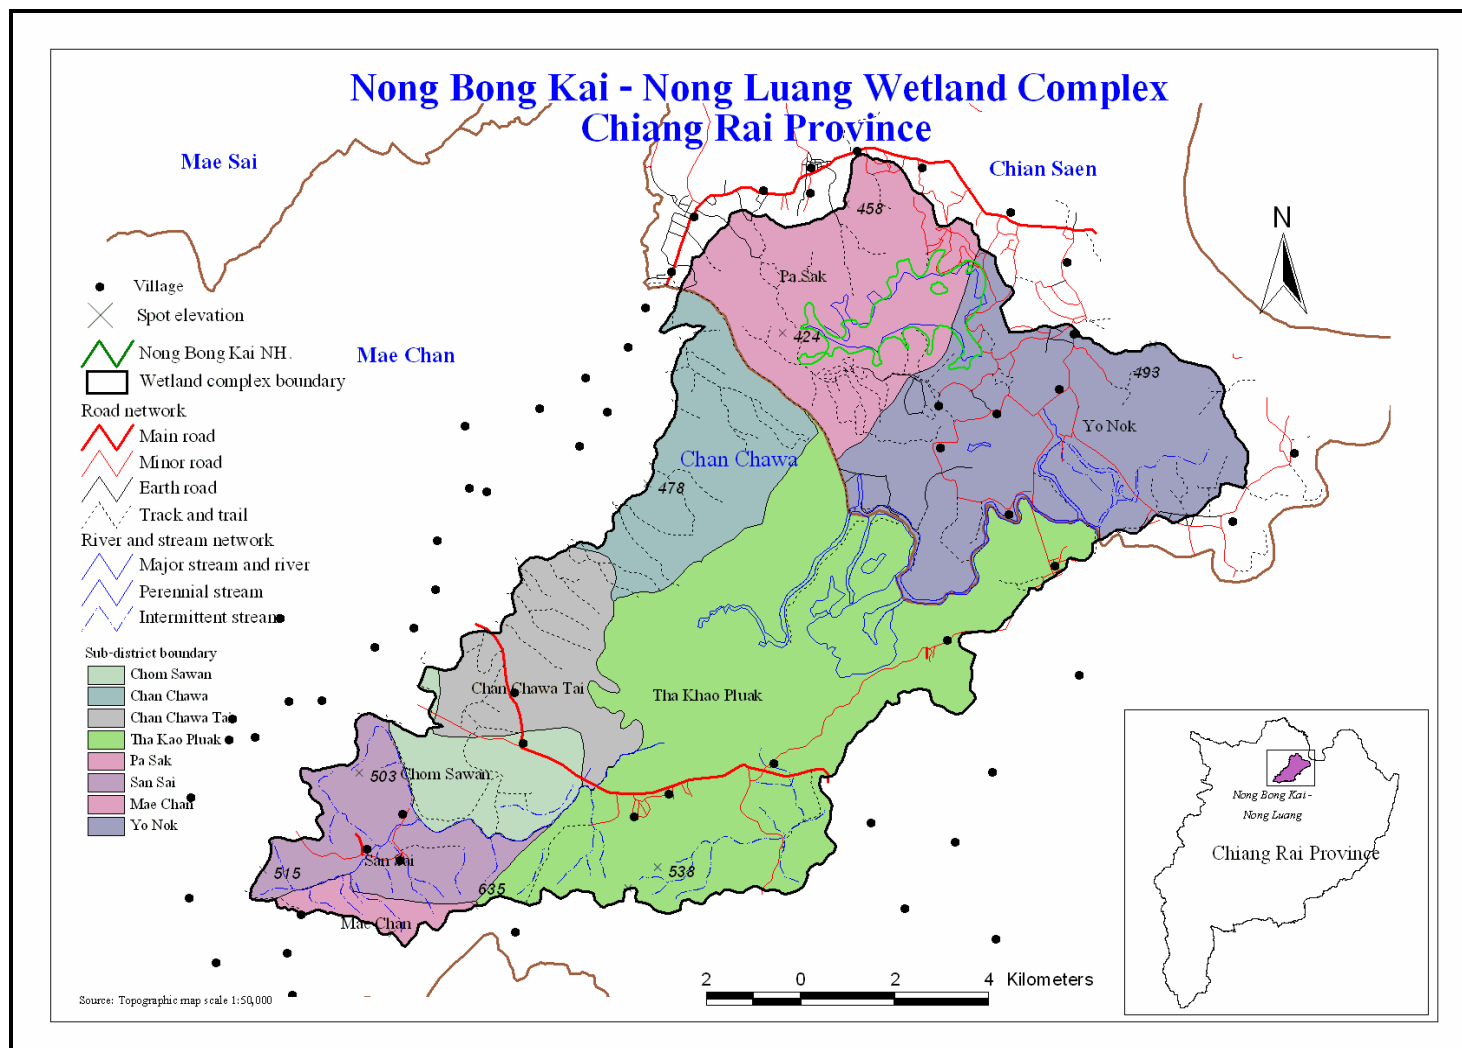 Nong Bong Kai - Nong Luang Wetland Complex
Chiang Rai Province
Mae Sai
Chian Saen
N
458
Pa Sak
Village
Spot elevation
424
Mae Chan
Nong Bong Kai NH.
Wetland complex boundary
493
Road network
Main road
Yo Nok
Minor road
Chan Chawa
Earth road
478
Track and trail
River and stream network
Major stream and river
Perennial stream
Intermittent stream
Sub-district boundary
Chom Sawan
Chan Chawa
Chan Chawa Tai
Tha Kao Pluak
Pa Sak
San Sai
Mae Chan
Yo Nok
Chan Chawa Tai
Tha Khao Pluak
503
Chom Sawan
San Sai
515
635
538
Mae Chan
Nong Bong Kai -
Nong Luang
Chiang Rai Province
2 0 2 4 Kilometers
Source: Topographic map scale 1:50,000